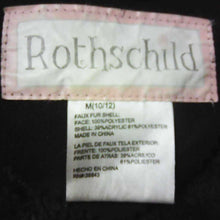 Rothschild
M(10/12)
FAUX FUR SHELL:
FACE: 100%POLYESTER
SHELL: 39%ACRYLIC 61%POLYESTER
MADE IN CHINA
LA PIEL DE FAUX TELA EXTERIOR:
FRENTE: 100%POLIESTER
PARTE DE ATRAS: 39%ACRILICO
61%POLIESTER
HECHO EN CHINA